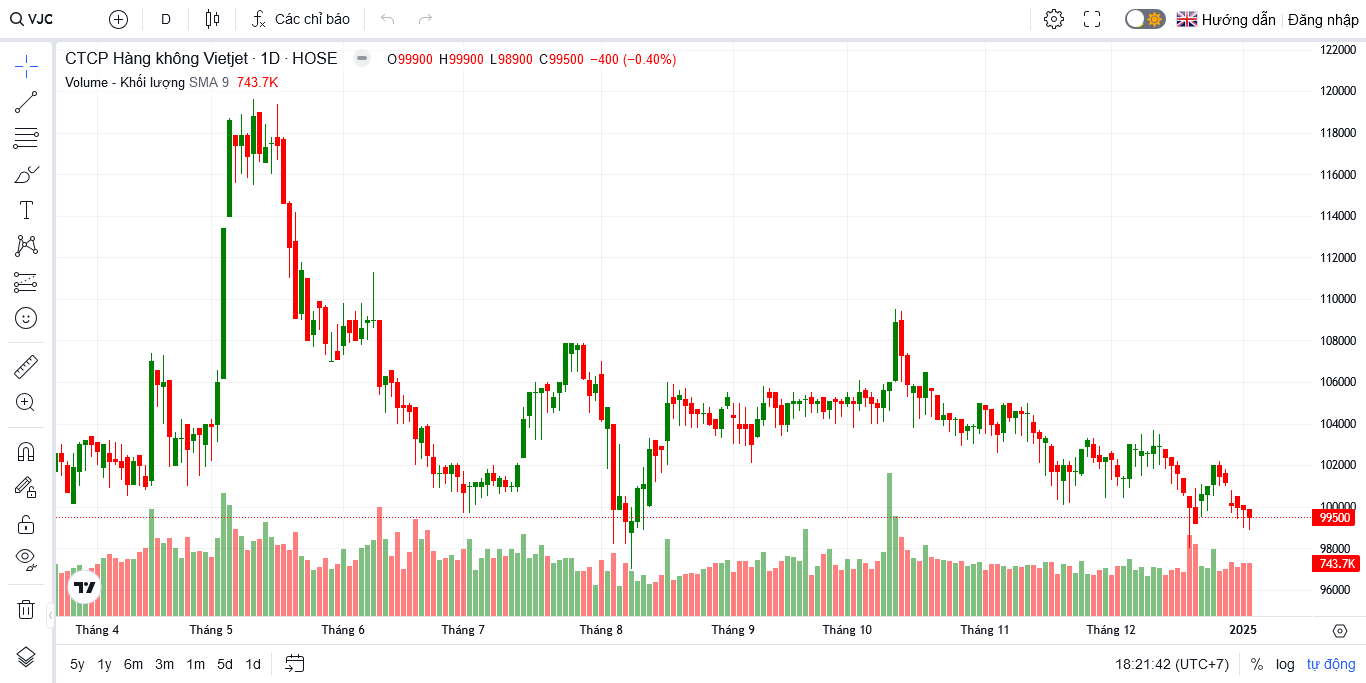 VJC D Các chỉ báo Hướng dẫn Đăng nhập
CTCP Hàng không Vietjet · 1D · HOSE O99900 H99900 L98900 C99500 −400 (−0.40%)
Volume - Khối lượng SMA 9 743.7K
122000
120000
118000
116000
114000
112000
110000
108000
106000
104000
102000
100000
99500
98000
743.7K
96000
Tháng 4 Tháng 5 Tháng 6 Tháng 7 Tháng 8 Tháng 9 Tháng 10 Tháng 11 Tháng 12 2025
5y 1y 6m 3m 1m 5d 1d 18:21:42 (UTC+7) % log tự động